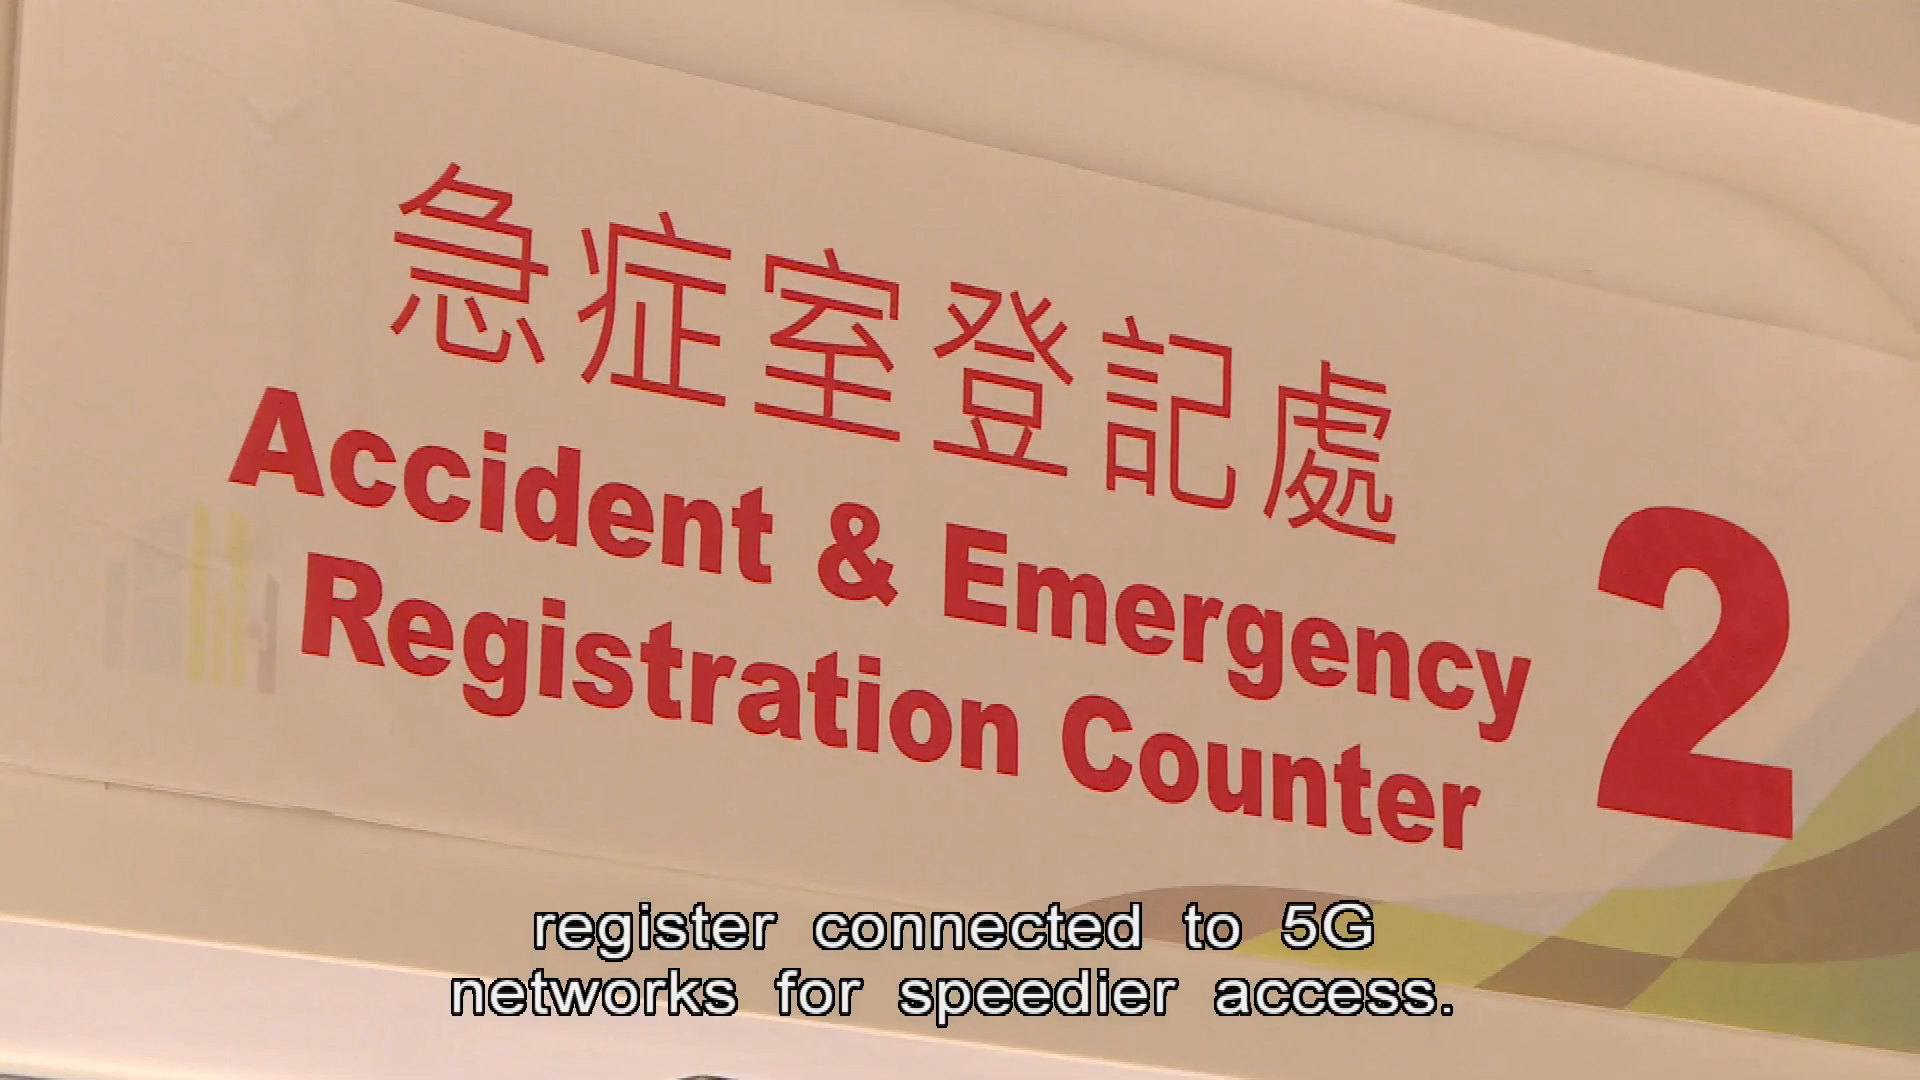 急症室登記處
Accident & Emergency
Registration Counter
2
register connected to 5G
networks for speedier access.